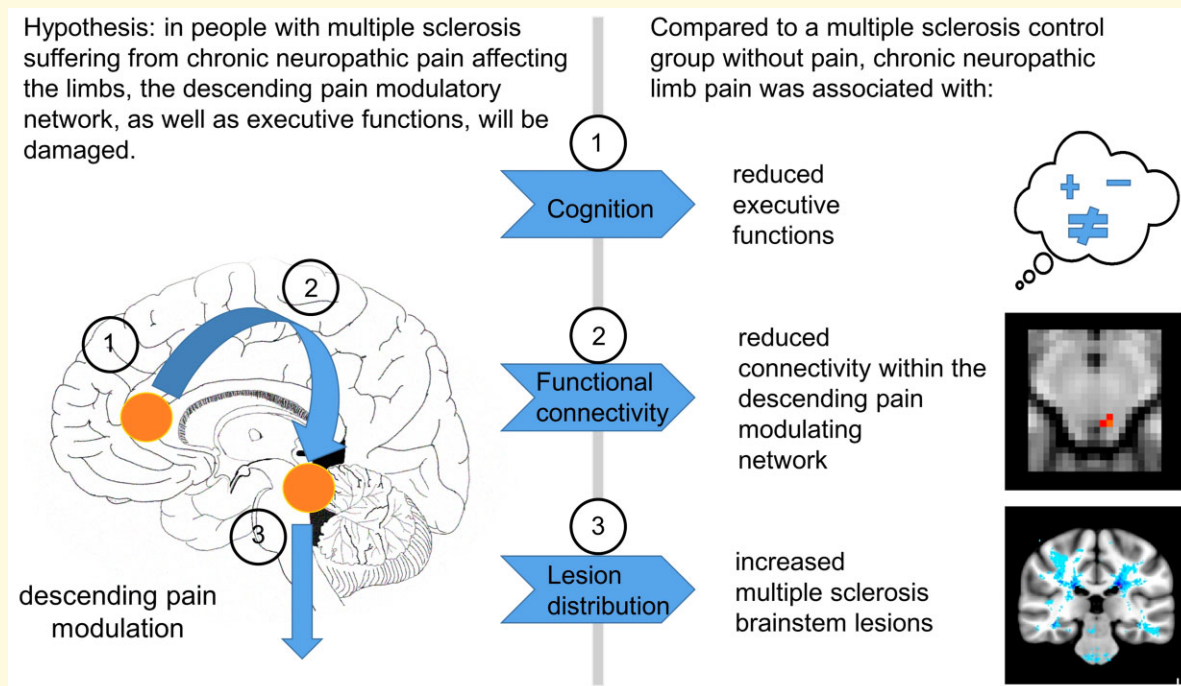 Hypothesis: in people with multiple sclerosis
suffering from chronic neuropathic pain affecting
the limbs, the descending pain modulatory
network, as well as executive functions, will be
damaged.
1
2
3
descending pain
modulation
Compared to a multiple sclerosis control
group without pain, chronic neuropathic
limb pain was associated with:
1
Cognition
reduced
executive
functions
+ −
≠
2
Functional
connectivity
reduced
connectivity within the
descending pain
modulating
network
3
Lesion
distribution
increased
multiple sclerosis
brainstem lesions